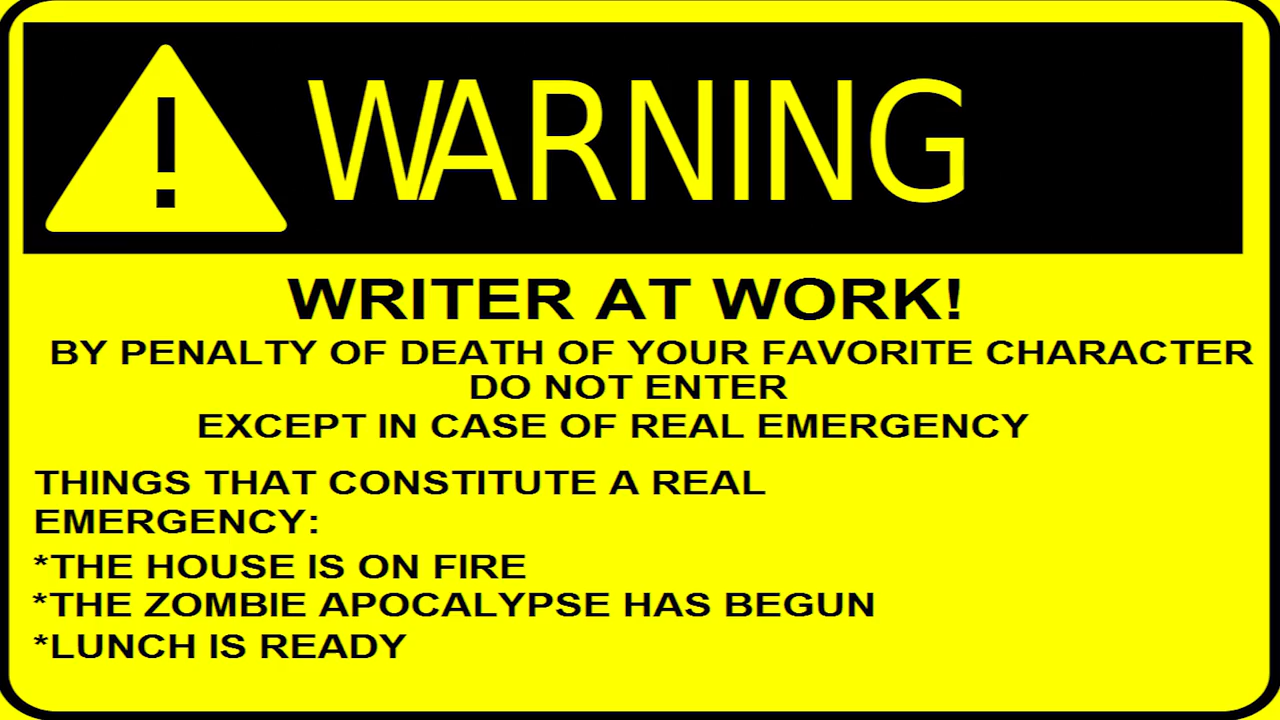 !
WARNING
WRITER AT WORK!
BY PENALTY OF DEATH OF YOUR FAVORITE CHARACTER
DO NOT ENTER
EXCEPT IN CASE OF REAL EMERGENCY
THINGS THAT CONSTITUTE A REAL
EMERGENCY:
*THE HOUSE IS ON FIRE
*THE ZOMBIE APOCALYPSE HAS BEGUN
*LUNCH IS READY